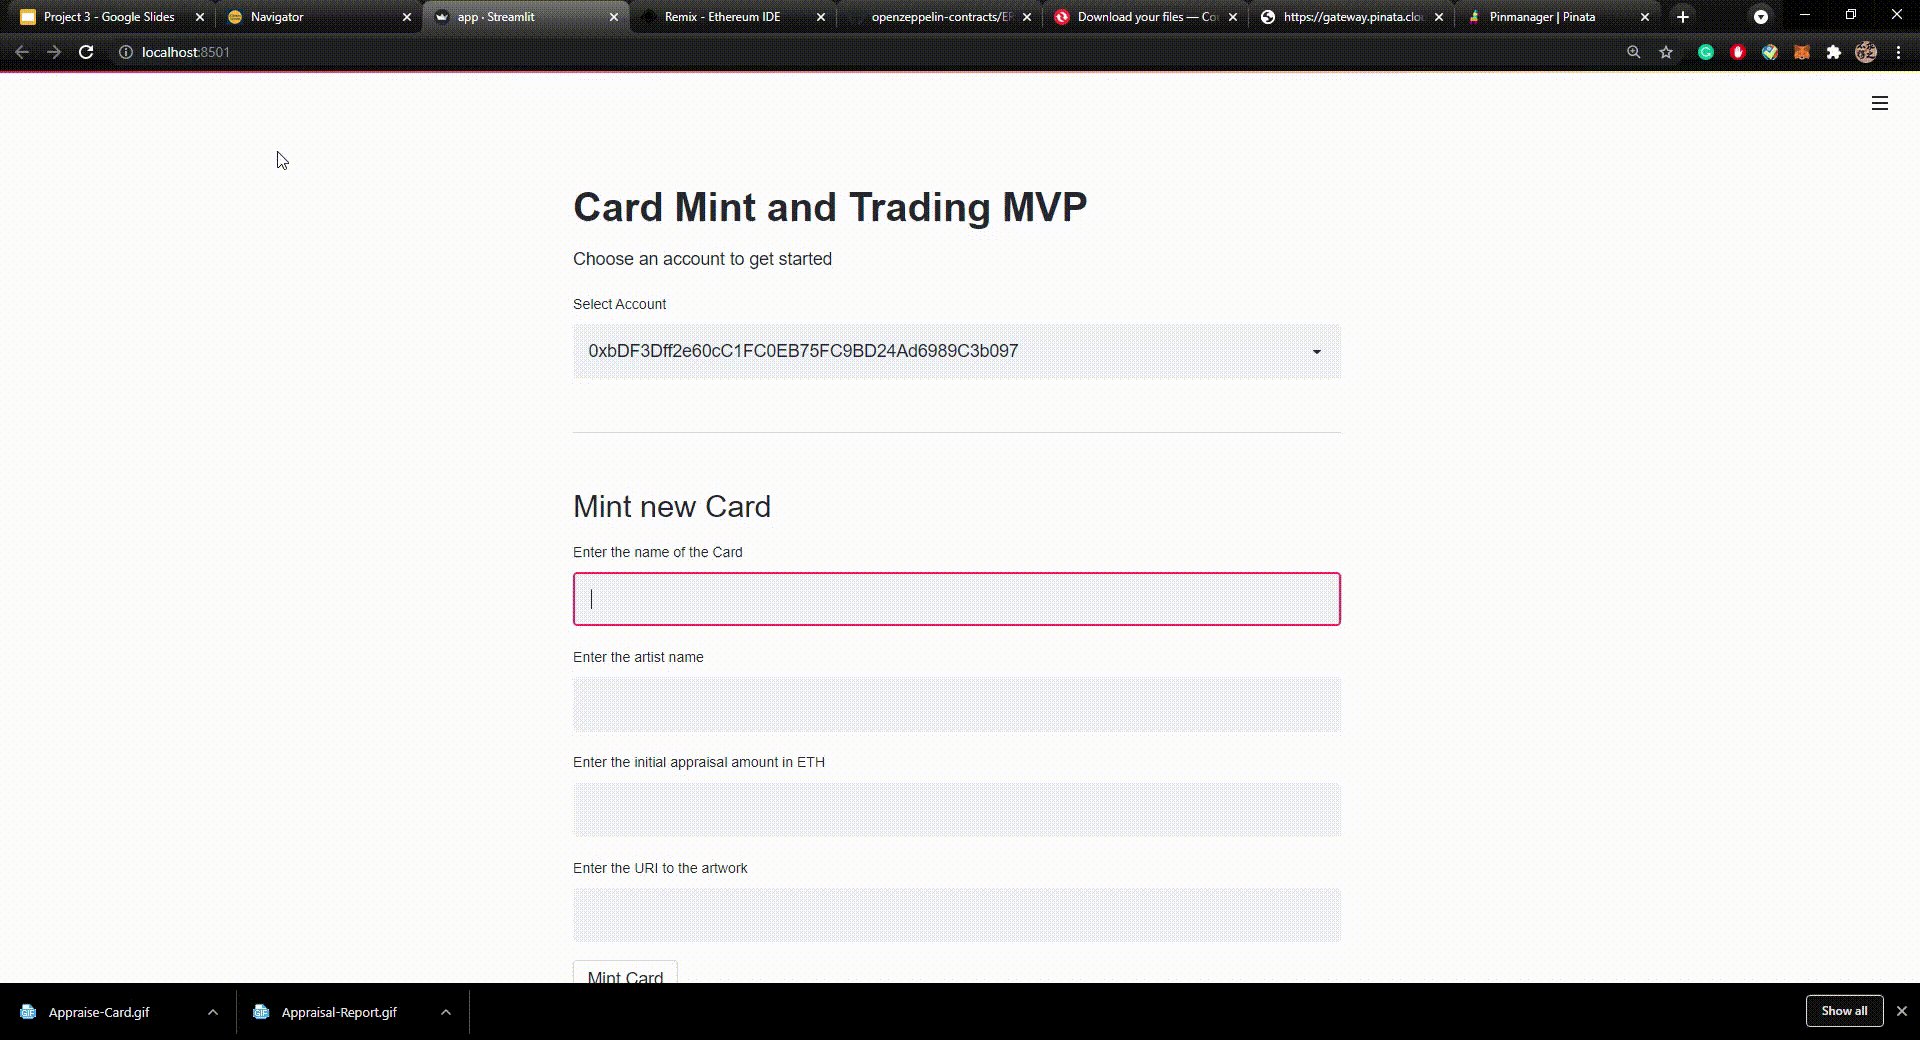 Project 3 - Google Slides
Navigator
app · Streamlit
Remix - Ethereum IDE
openzeppelin-contracts/ER
Download your files — Co
https://gateway.pinata.clou
Pinmanager | Pinata
localhost:8501
Card Mint and Trading MVP
Choose an account to get started
Select Account
0xbDF3Dff2e60cC1FC0EB75FC9BD24Ad6989C3b097
Mint new Card
Enter the name of the Card
Enter the artist name
Enter the initial appraisal amount in ETH
Enter the URI to the artwork
Mint Card
Appraise-Card.gif
Appraisal-Report.gif
Show all